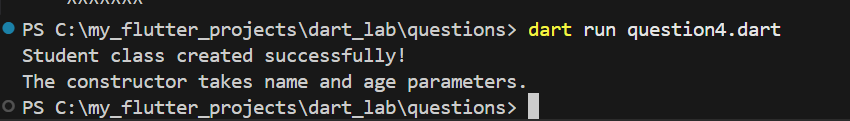 PS C:\my_flutter_projects\dart_lab\questions> dart run question4.dart
Student class created successfully!
The constructor takes name and age parameters.
PS C:\my_flutter_projects\dart_lab\questions>